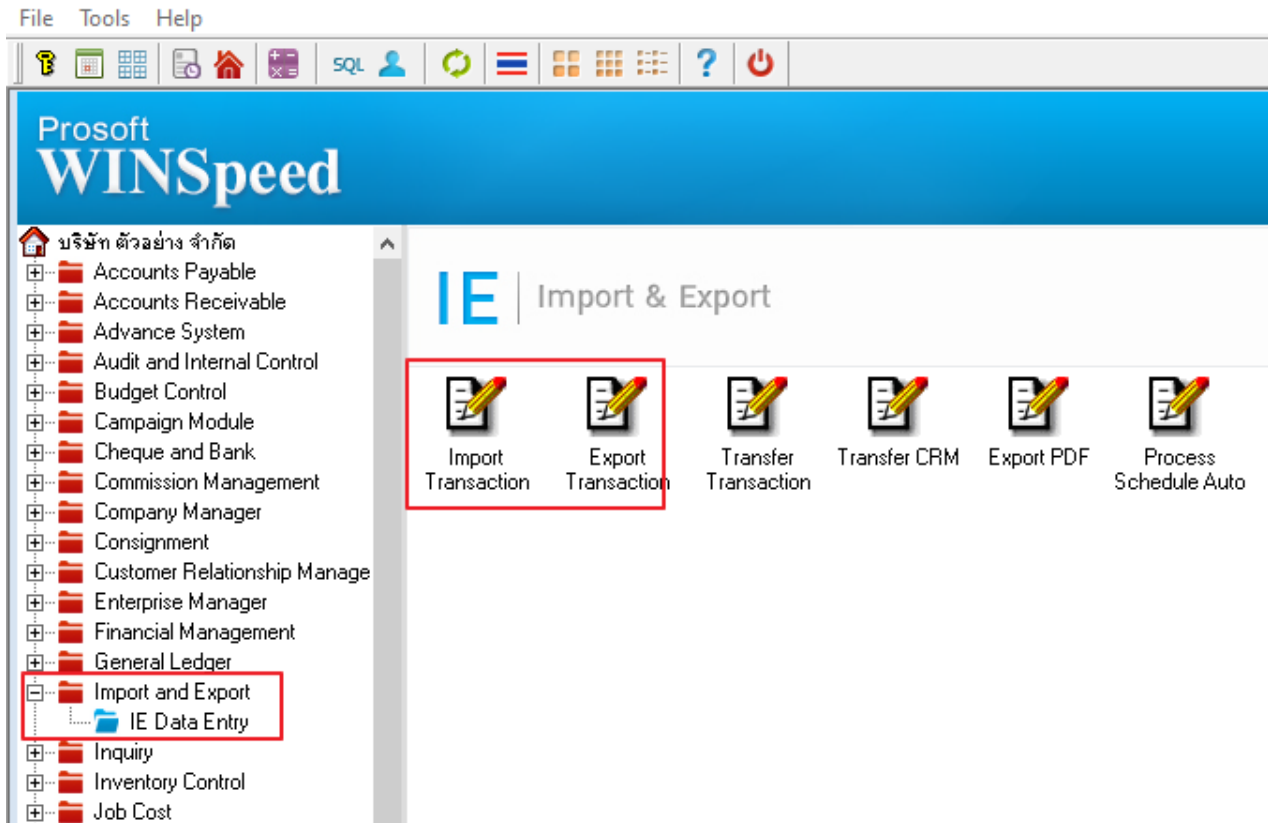 File Tools Help
SQL ?
Prosoft
WINSpeed
บริษัท ตัวอย่าง จำกัด
Accounts Payable
Accounts Receivable
Advance System
Audit and Internal Control
Budget Control
Campaign Module
Cheque and Bank
Commission Management
Company Manager
Consignment
Customer Relationship Manage
Enterprise Manager
Financial Management
General Ledger
Import and Export
IE Data Entry
Inquiry
Inventory Control
Job Cost
IE Import & Export
Import
Transaction
Export
Transaction
Transfer
Transaction
Transfer CRM
Export PDF
Process
Schedule Auto